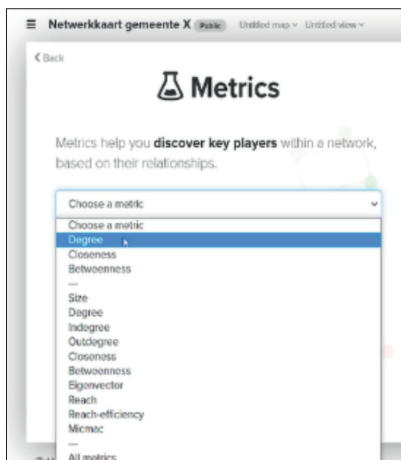 Netwerkkaart gemeente X Public Untitled map Untitled view
Back
Metrics
Metrics help you discover key players within a network,
based on their relationships.
Choose a metric
Choose a metric
Degree
Closeness
Betweenness
---
Size
Degree
Indegree
Outdegree
Closeness
Betweenness
Eigenvector
Reach
Reach-efficiency
Micmac
---
All metrics